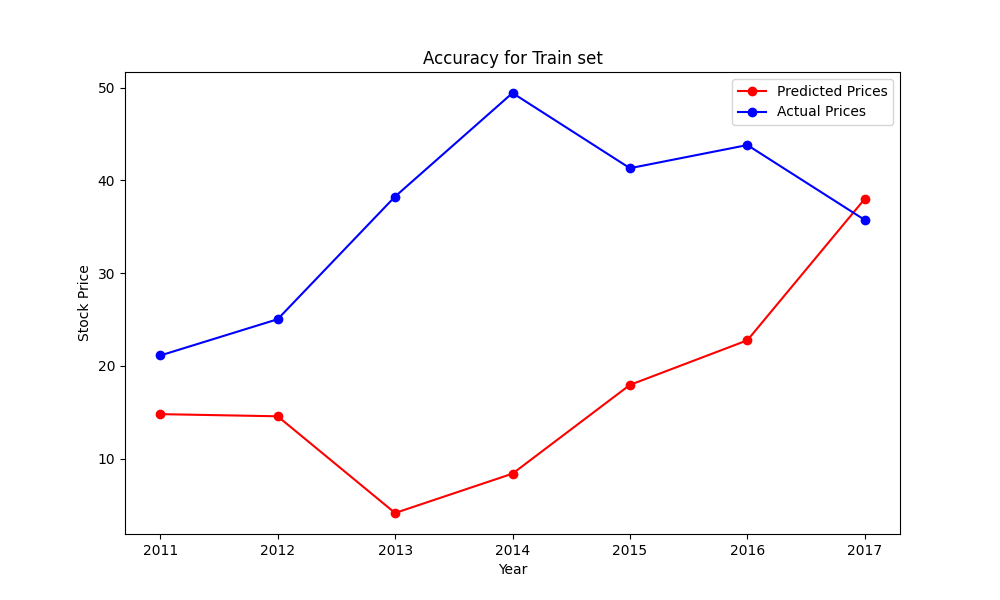 Accuracy for Train set
Predicted Prices
Actual Prices
50
40
30
20
10
Stock Price
2011 2012 2013 2014 2015 2016 2017
Year